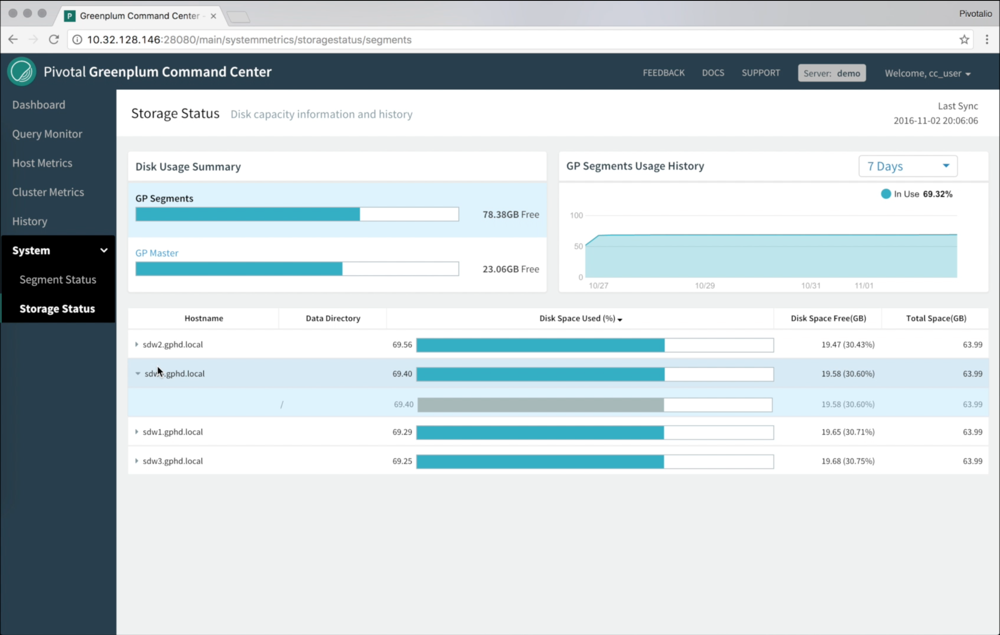 P Greenplum Command Center -
Pivotalio
10.32.128.146:28080/main/systemmetrics/storagestatus/segments
Pivotal Greenplum Command Center
FEEDBACK DOCS SUPPORT Server: demo Welcome, cc_user
Dashboard
Query Monitor
Host Metrics
Cluster Metrics
History
System
Segment Status
Storage Status
Storage Status Disk capacity information and history
Last Sync
2016-11-02 20:06:06
Disk Usage Summary
GP Segments
78.38GB Free
GP Master
23.06GB Free
GP Segments Usage History
7 Days
In Use 69.32%
100
50
0
10/27 10/29 10/31 11/01
Hostname Data Directory Disk Space Used (%) Disk Space Free(GB) Total Space(GB)
sdw2.gphd.local 69.56 19.47 (30.43%) 63.99
.gphd.local 69.40 19.58 (30.60%) 63.99
/ 69.40 19.58 (30.60%) 63.99
sdw1.gphd.local 69.29 19.65 (30.71%) 63.99
sdw3.gphd.local 69.25 19.68 (30.75%) 63.99